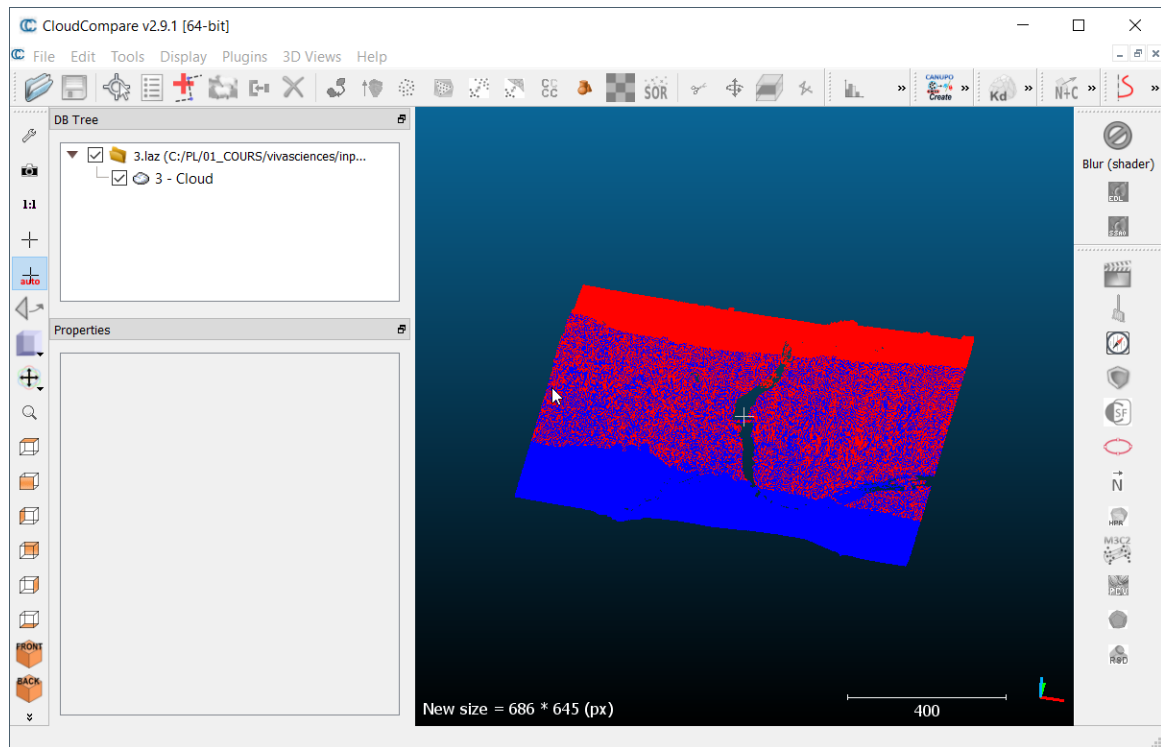 CloudCompare v2.9.1 [64-bit]
File Edit Tools Display Plugins 3D Views Help
SOR
CANUPO
Create
Kd
N+C
DB Tree
3.laz (C:/PL/01_COURS/vivasciences/inp...
3 - Cloud
1:1
auto
Properties
FRONT
BACK
Blur (shader)
EDL
SSAO
SF
N
HPR
M3C2
PCV
New size = 686 * 645 (px)
400